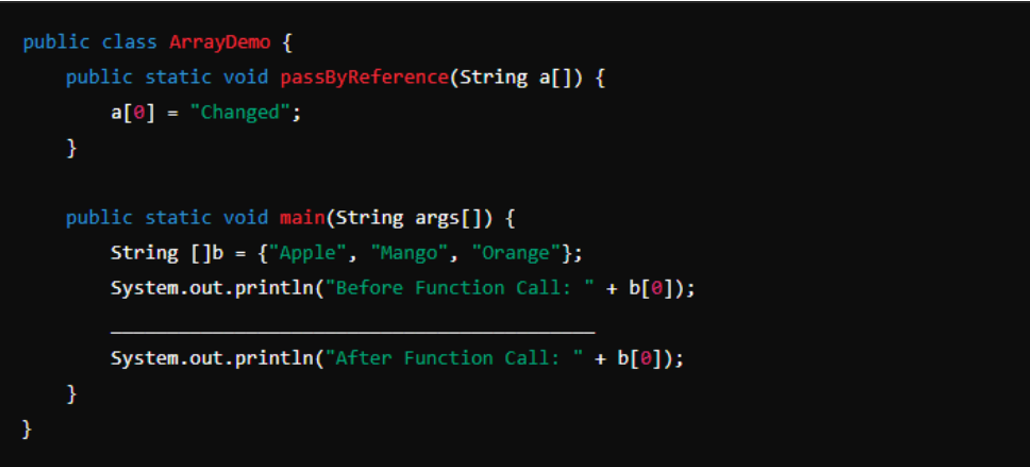 public class ArrayDemo {
    public static void passByReference(String a[]) {
        a[0] = "Changed";
    }
    public static void main(String args[]) {
        String []b = {"Apple", "Mango", "Orange"};
        System.out.println("Before Function Call: " + b[0]);
        ___________________________________________
        System.out.println("After Function Call: " + b[0]);
    }
}